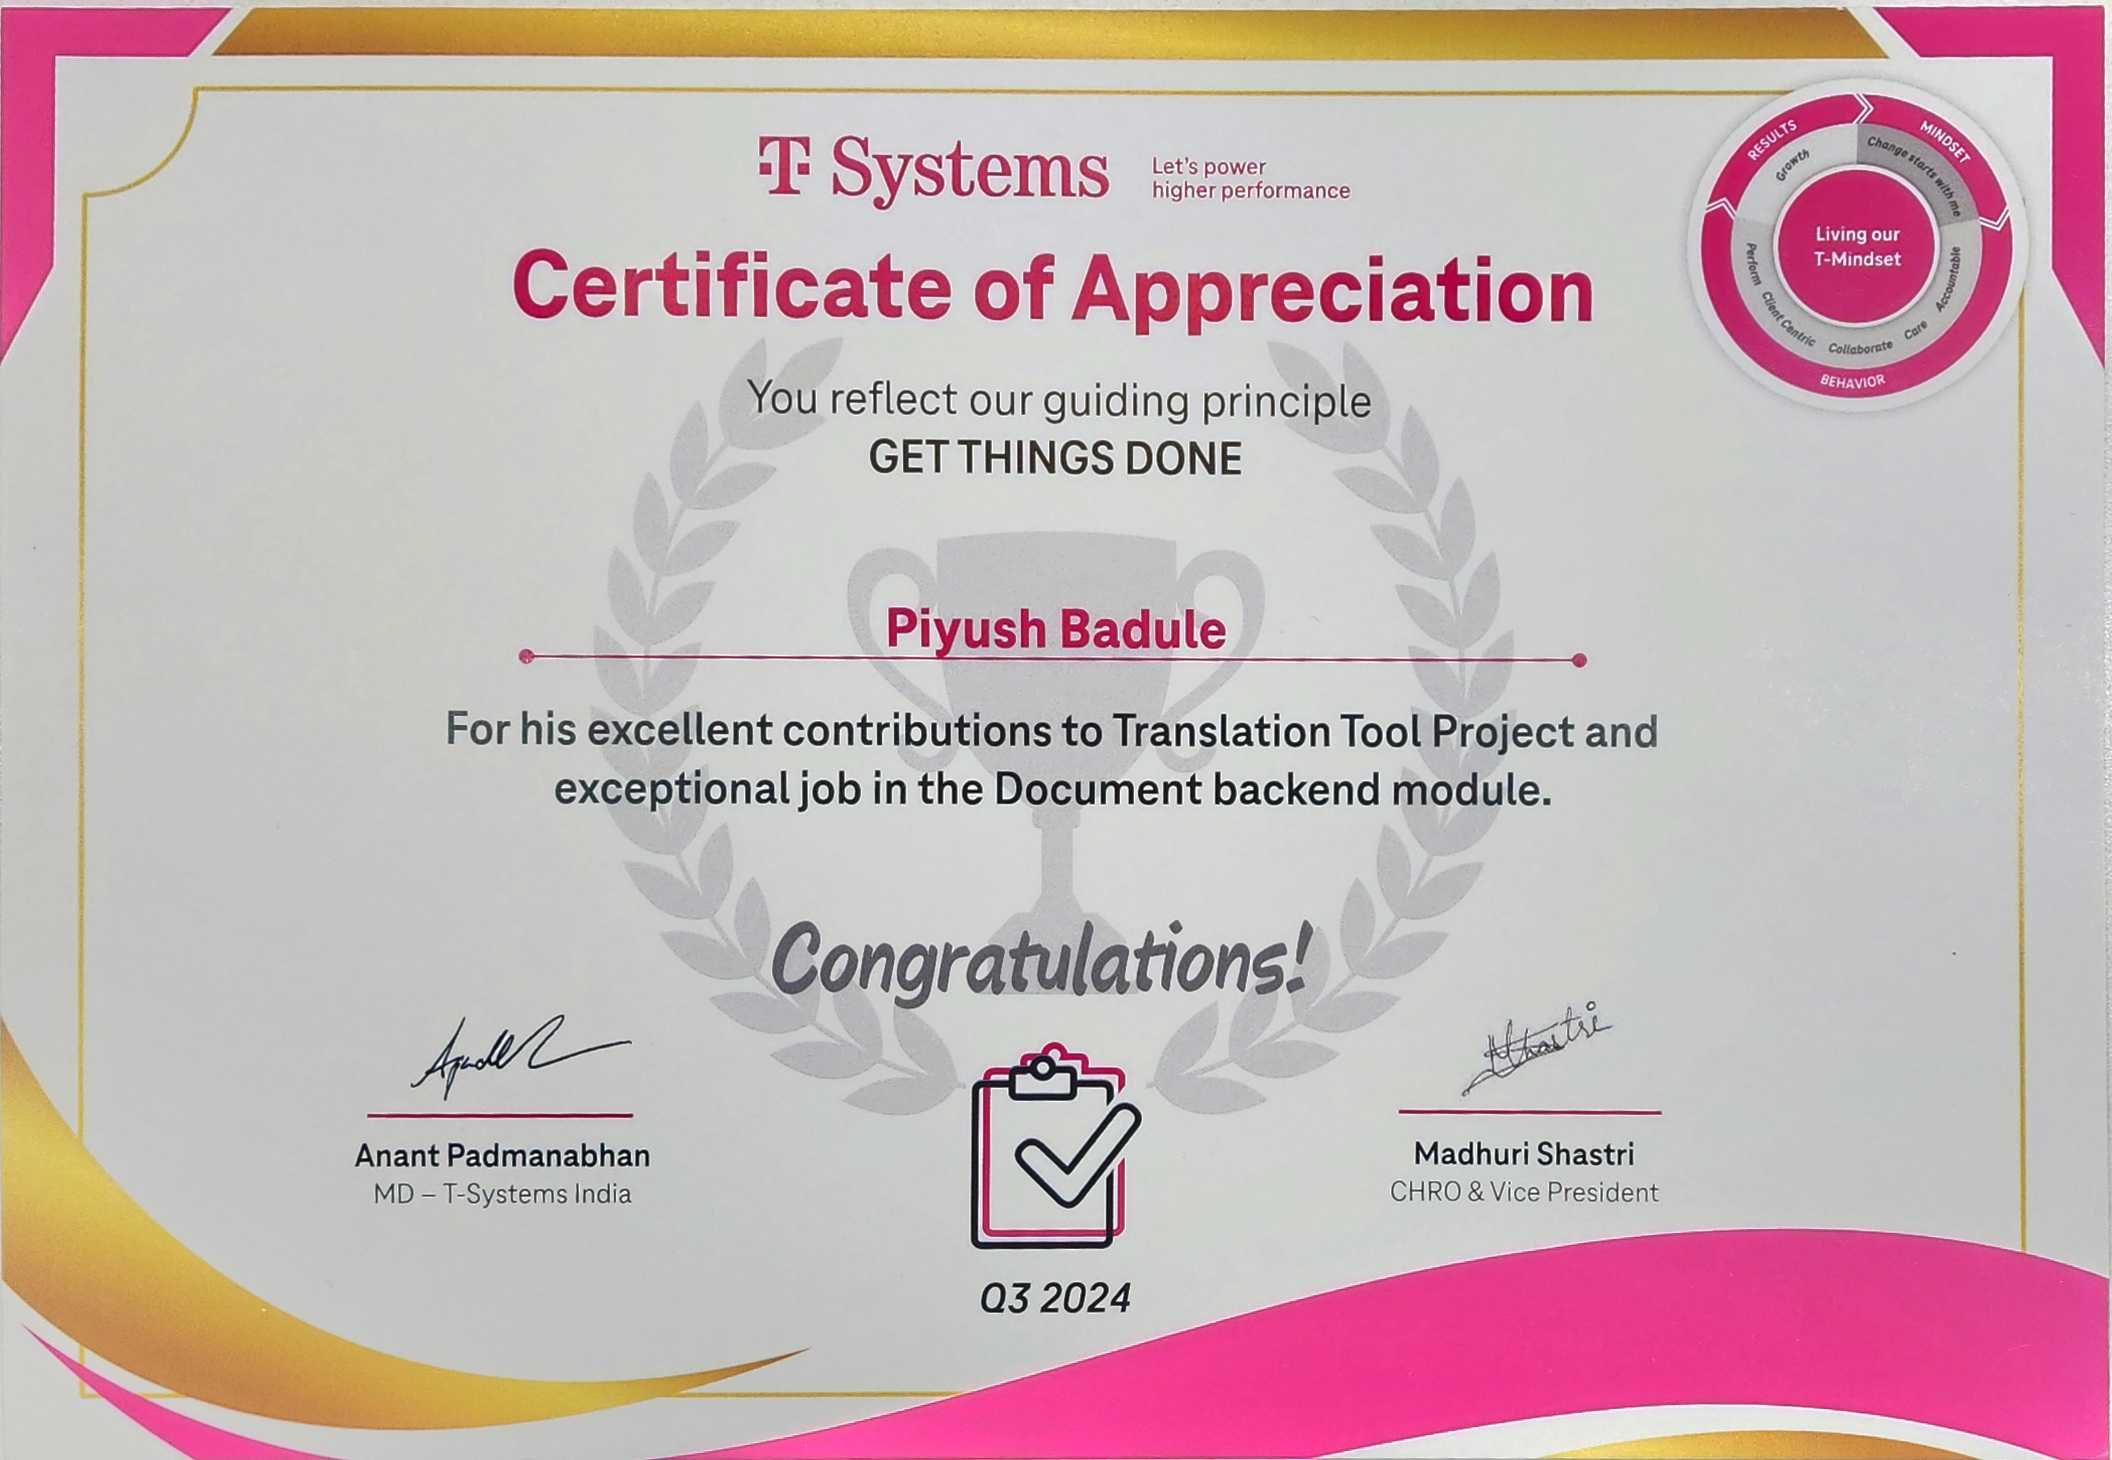 T Systems
Let's power
higher performance
Certificate of Appreciation
RESULTS
MINDSET
Growth
Change starts with me
Living our
T-Mindset
Perform Client Centric Collaborate Care Accountable
BEHAVIOR
You reflect our guiding principle
GET THINGS DONE
Piyush Badule
For his excellent contributions to Translation Tool Project and
exceptional job in the Document backend module.
Congratulations!
Anant Padmanabhan
MD – T-Systems India
Madhuri Shastri
CHRO & Vice President
Q3 2024